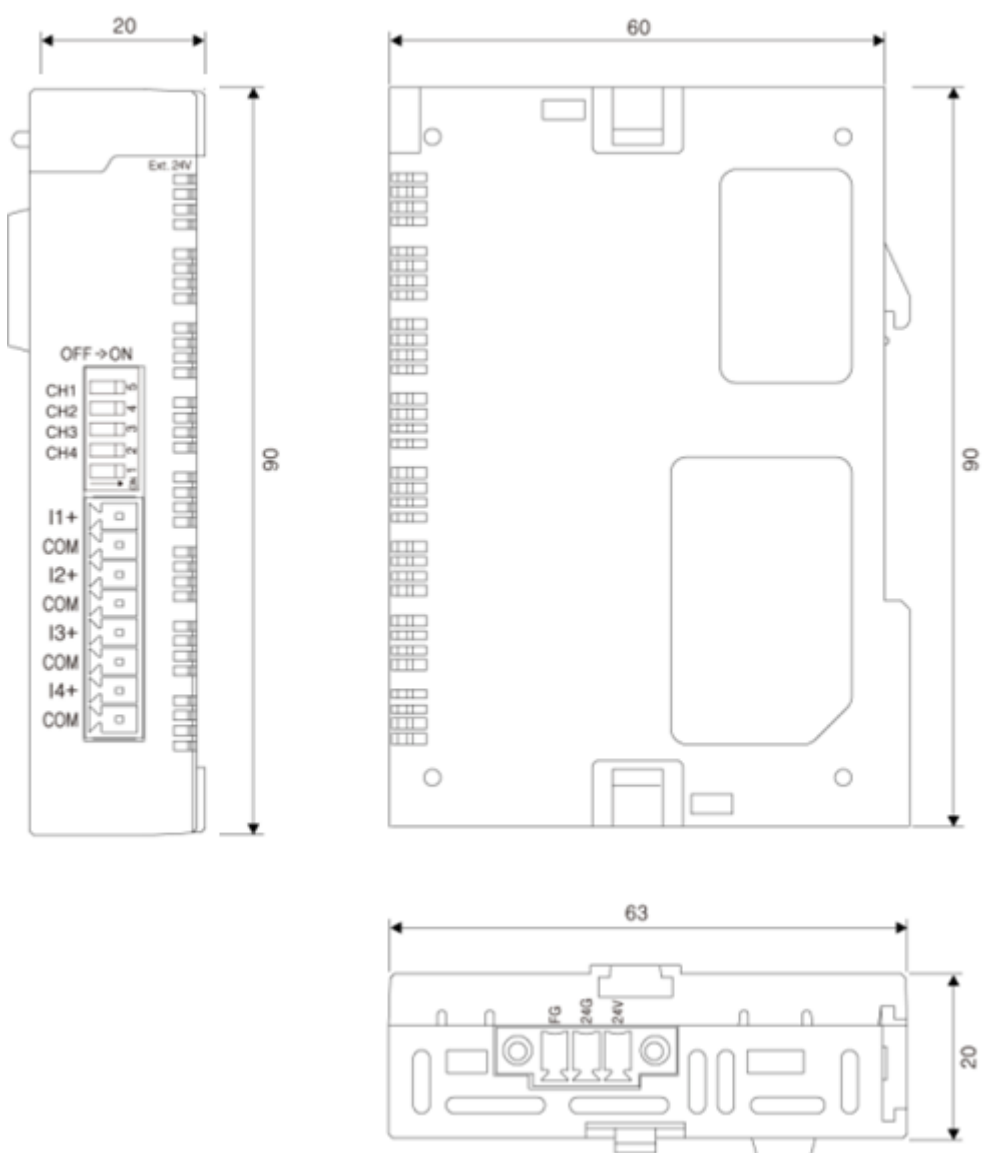 20
60
Ext. 24V
OFF→ON
CH1 5
CH2 4
CH3 3
CH4 2
1
I1+
COM
I2+
COM
I3+
COM
I4+
COM
90
90
63
FG
24G
24V
20